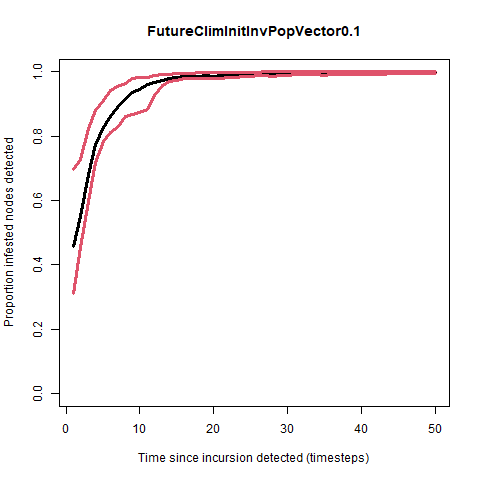 FutureClimInitInvPopVector0.1
Proportion infested nodes detected
1.0
0.8
0.6
0.4
0.2
0.0
0 10 20 30 40 50
Time since incursion detected (timesteps)